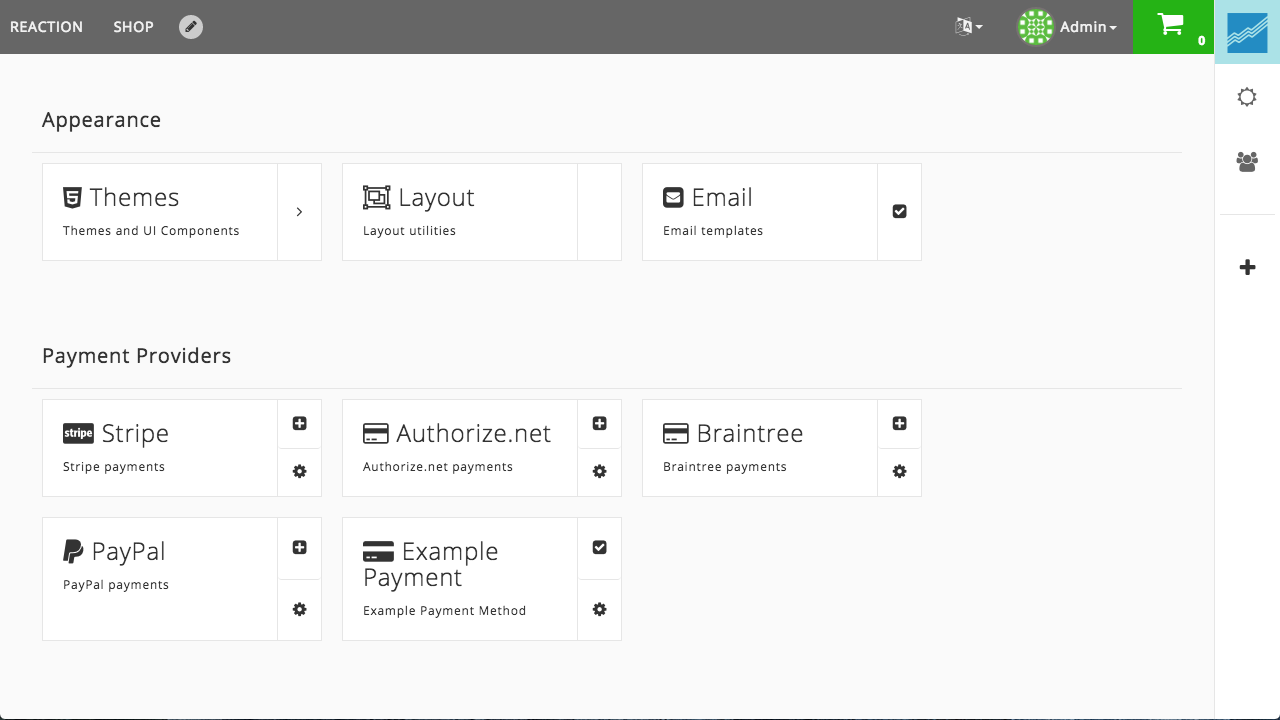 REACTION SHOP Admin 0
Appearance
Themes
Themes and UI Components
Layout
Layout utilities
Email
Email templates
Payment Providers
stripe Stripe
Stripe payments
Authorize.net
Authorize.net payments
Braintree
Braintree payments
PayPal
PayPal payments
Example
Payment
Example Payment Method